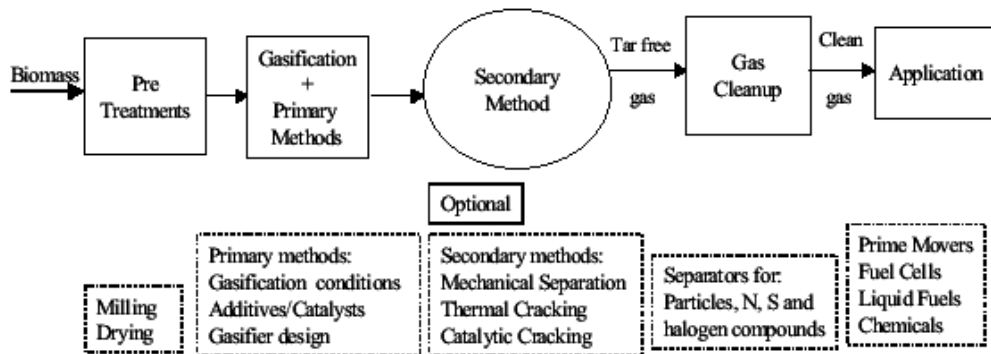 Biomass
Pre
Treatments
Gasification
+
Primary
Methods
Secondary
Method
Tar free
gas
Gas
Cleanup
Clean
gas
Application
Optional
Milling
Drying
Primary methods:
Gasification conditions
Additives/Catalysts
Gasifier design
Secondary methods:
Mechanical Separation
Thermal Cracking
Catalytic Cracking
Separators for:
Particles, N, S and
halogen compounds
Prime Movers
Fuel Cells
Liquid Fuels
Chemicals